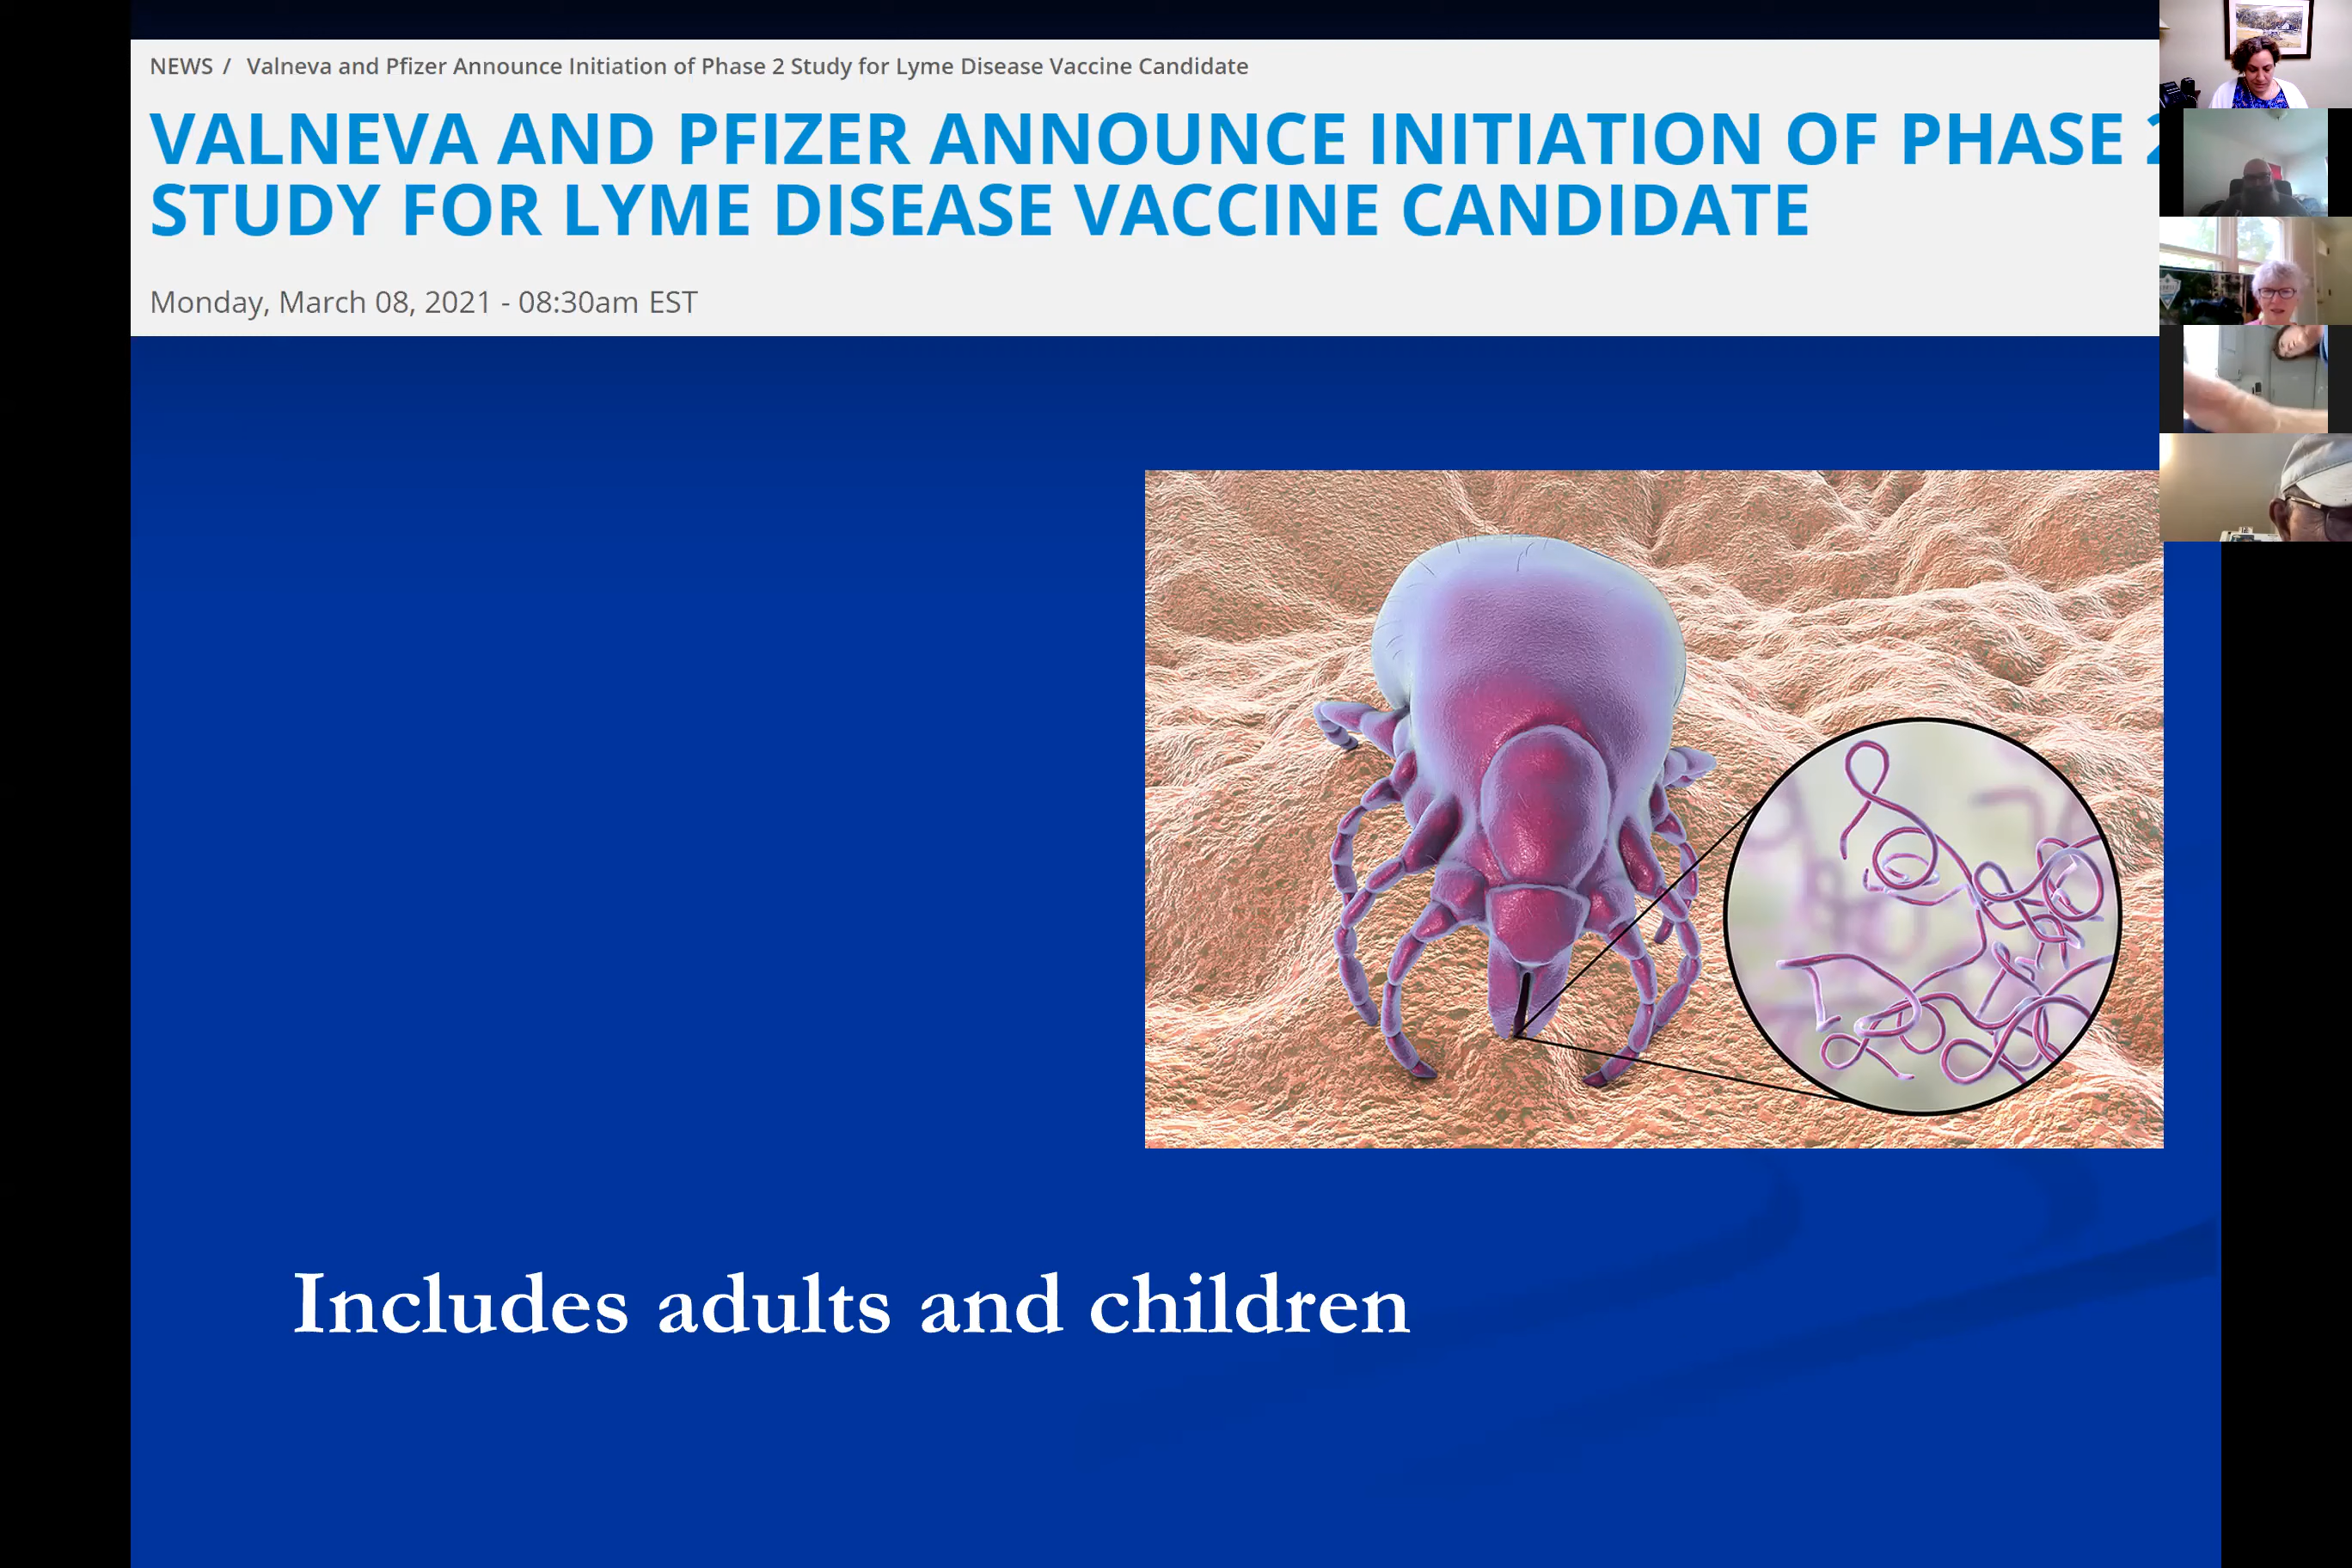 NEWS / Valneva and Pfizer Announce Initiation of Phase 2 Study for Lyme Disease Vaccine Candidate
VALNEVA AND PFIZER ANNOUNCE INITIATION OF PHASE 2
STUDY FOR LYME DISEASE VACCINE CANDIDATE
Monday, March 08, 2021 - 08:30am EST
Includes adults and children